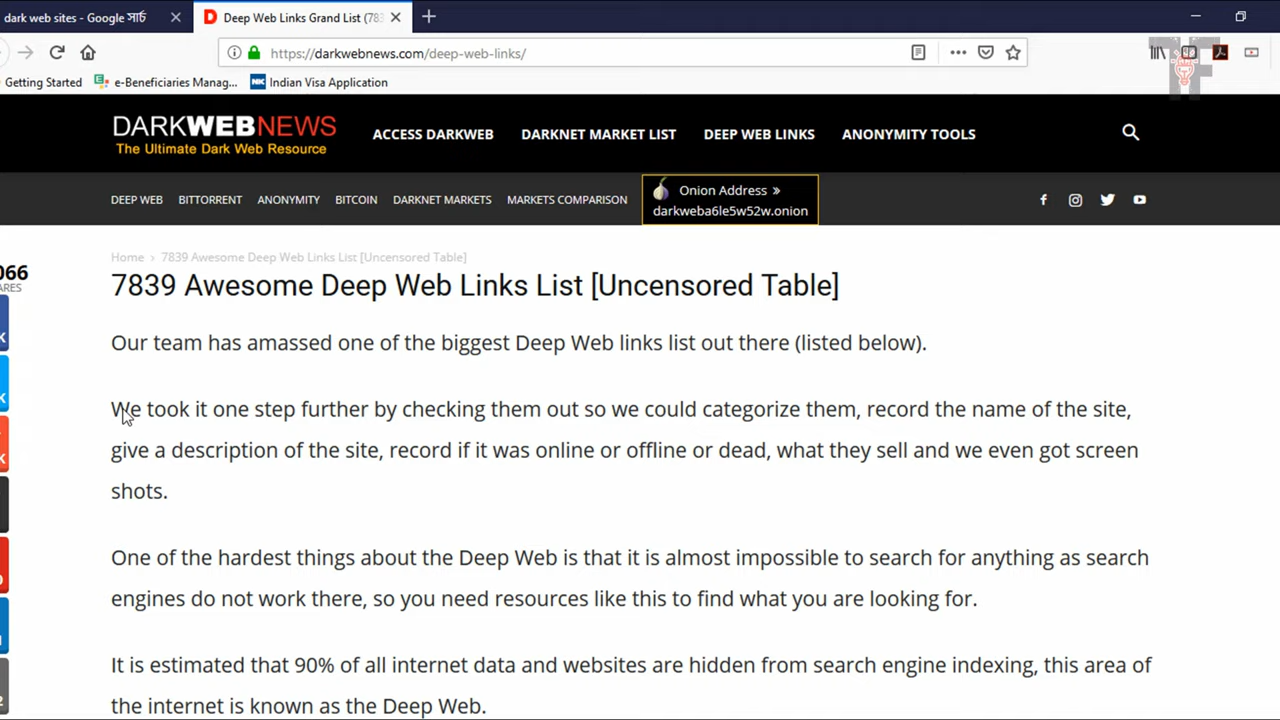 dark web sites - Google সার্চ
Deep Web Links Grand List (783
https://darkwebnews.com/deep-web-links/
Getting Started e-Beneficiaries Manag... NK Indian Visa Application
DARKWEBNEWS
The Ultimate Dark Web Resource
ACCESS DARKWEB DARKNET MARKET LIST DEEP WEB LINKS ANONYMITY TOOLS
DEEP WEB BITTORRENT ANONYMITY BITCOIN DARKNET MARKETS MARKETS COMPARISON
Onion Address »
darkweba6le5w52w.onion
Home › 7839 Awesome Deep Web Links List [Uncensored Table]
066
ARES
7839 Awesome Deep Web Links List [Uncensored Table]
Our team has amassed one of the biggest Deep Web links list out there (listed below).
We took it one step further by checking them out so we could categorize them, record the name of the site,
give a description of the site, record if it was online or offline or dead, what they sell and we even got screen
shots.
One of the hardest things about the Deep Web is that it is almost impossible to search for anything as search
engines do not work there, so you need resources like this to find what you are looking for.
It is estimated that 90% of all internet data and websites are hidden from search engine indexing, this area of
the internet is known as the Deep Web.